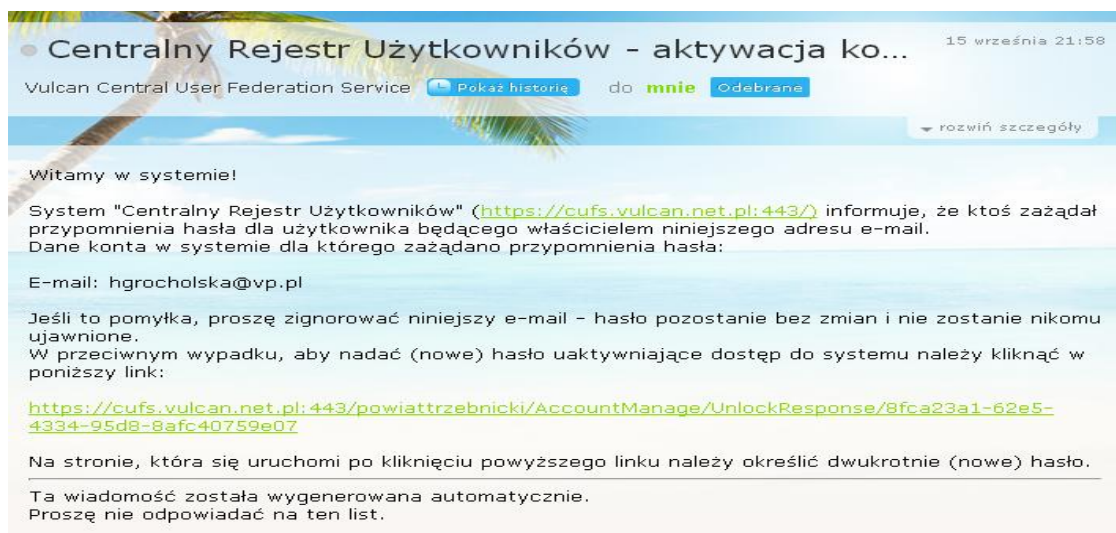 Centralny Rejestr Użytkowników - aktywacja ko...
15 września 21:58
Vulcan Central User Federation Service Pokaż historię do mnie Odebrane
rozwiń szczegóły
Witamy w systemie!
System "Centralny Rejestr Użytkowników" (https://cufs.vulcan.net.pl:443/) informuje, że ktoś zażądał
przypomnienia hasła dla użytkownika będącego właścicielem niniejszego adresu e-mail.
Dane konta w systemie dla którego zażądano przypomnienia hasła:
E-mail: hgrocholska@vp.pl
Jeśli to pomyłka, proszę zignorować niniejszy e-mail - hasło pozostanie bez zmian i nie zostanie nikomu
ujawnione.
W przeciwnym wypadku, aby nadać (nowe) hasło uaktywniające dostęp do systemu należy kliknąć w
poniższy link:
https://cufs.vulcan.net.pl:443/powiattrzebnicki/AccountManage/UnlockResponse/8fca23a1-62e5-
4334-95d8-8afc40759e07
Na stronie, która się uruchomi po kliknięciu powyższego linku należy określić dwukrotnie (nowe) hasło.
Ta wiadomość została wygenerowana automatycznie.
Proszę nie odpowiadać na ten list.